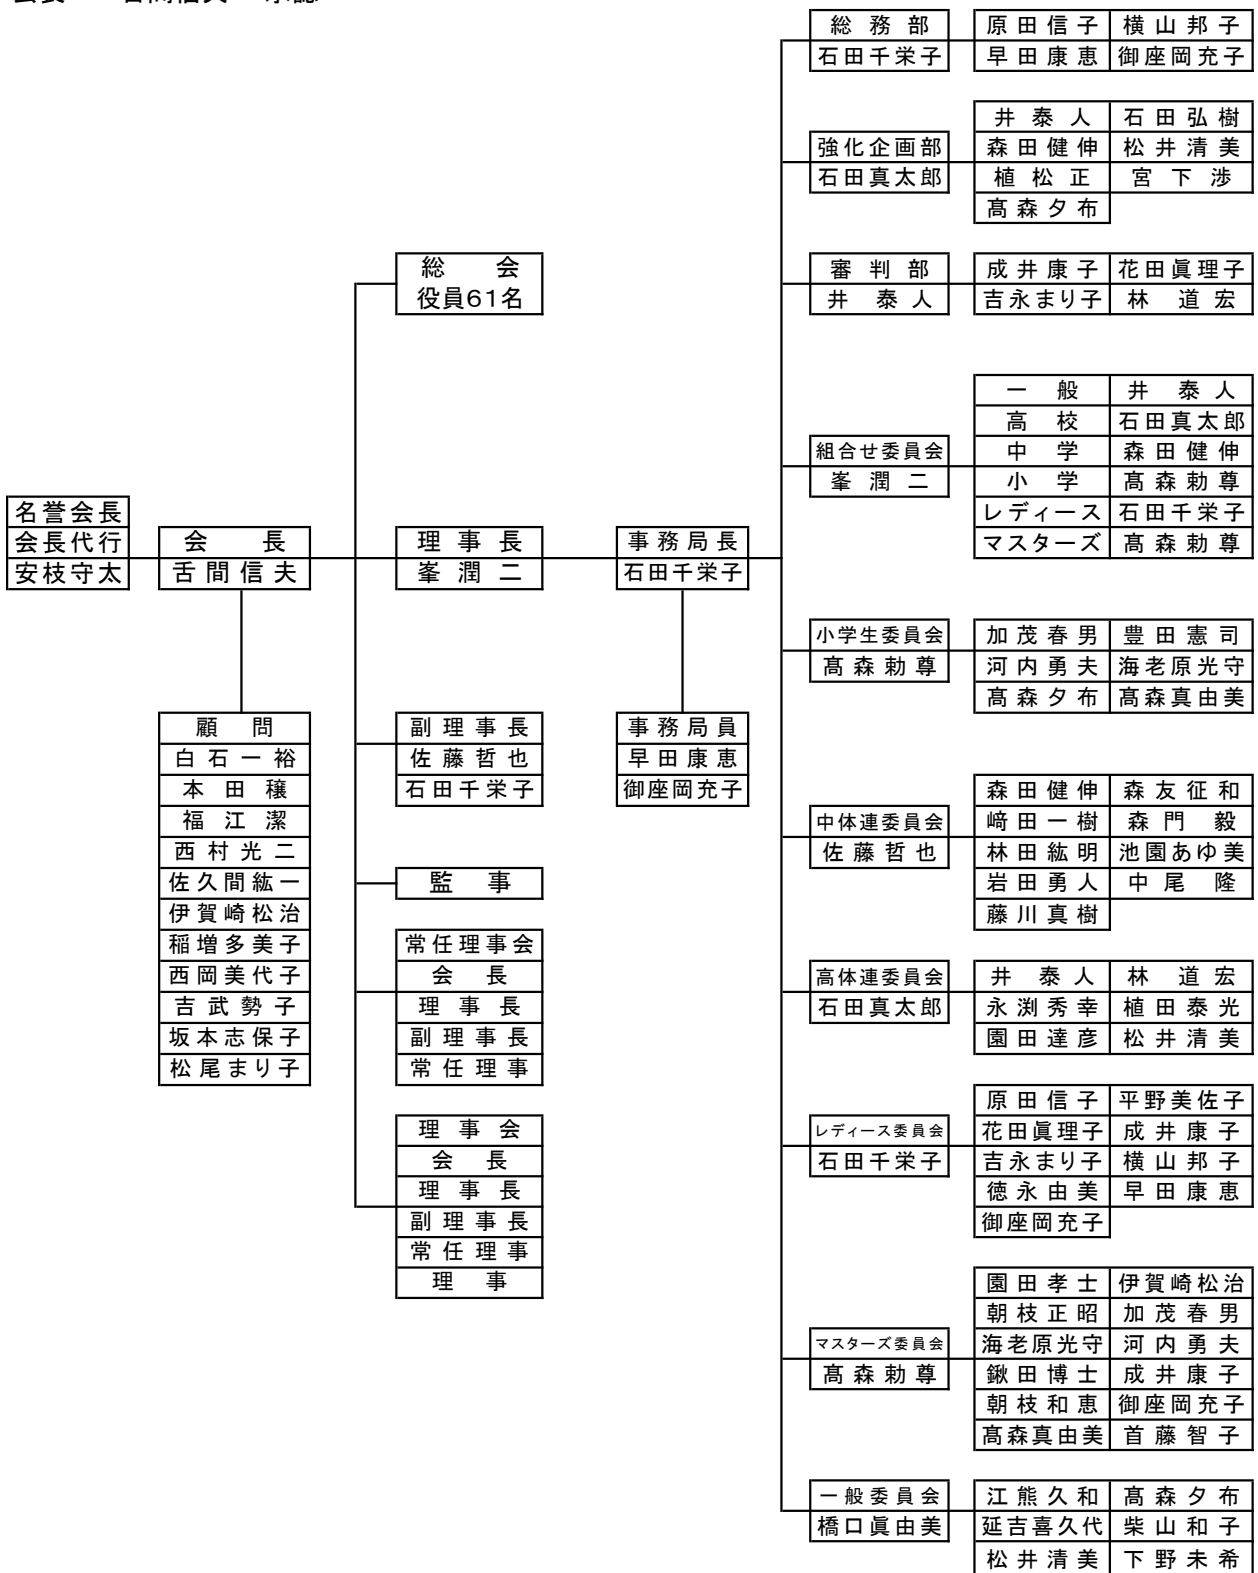 総務部 原田信子 横山邦子
石田千栄子 早田康恵 御座岡充子
井泰人 石田弘樹
強化企画部 森田健伸 松井清美
石田真太郎 植松正 宮下渉
髙森夕布
総会
役員61名
審判部 成井康子 花田眞理子
井泰人 吉永まり子 林道宏
一般 井泰人
高校 石田真太郎
組合せ委員会 中学 森田健伸
峯潤二 小学 髙森勅尊
レディース 石田千栄子
マスターズ 髙森勅尊
名誉会長
会長代行
安枝守太
会長
舌間信夫
理事長
峯潤二
事務局長
石田千栄子
小学生委員会 加茂春男 豊田憲司
髙森勅尊 河内勇夫 海老原光守
髙森夕布 髙森真由美
顧問
白石一裕
本田穣
福江潔
西村光二
佐久間紘一
伊賀崎松治
稲増多美子
西岡美代子
吉武勢子
坂本志保子
松尾まり子
副理事長
佐藤哲也
石田千栄子
事務局員
早田康恵
御座岡充子
監事
常任理事会
会長
理事長
副理事長
常任理事
理事会
会長
理事長
副理事長
常任理事
理事
森田健伸 森友征和
中体連委員会 﨑田一樹 森門毅
佐藤哲也 林田紘明 池園あゆ美
岩田勇人 中尾隆
藤川真樹
高体連委員会 井泰人 林道宏
石田真太郎 永渕秀幸 植田泰光
園田達彦 松井清美
原田信子 平野美佐子
レディース委員会 花田眞理子 成井康子
石田千栄子 吉永まり子 横山邦子
徳永由美 早田康恵
御座岡充子
園田孝士 伊賀崎松治
朝枝正昭 加茂春男
マスターズ委員会 海老原光守 河内勇夫
髙森勅尊 鍬田博士 成井康子
朝枝和恵 御座岡充子
髙森真由美 首藤智子
一般委員会 江熊久和 髙森夕布
橋口眞由美 延吉喜久代 柴山和子
松井清美 下野未希